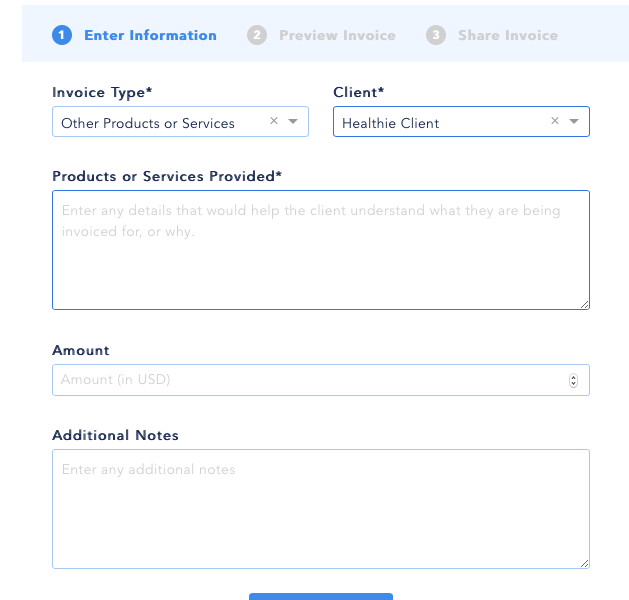 1 Enter Information 2 Preview Invoice 3 Share Invoice
Invoice Type* Client*
Other Products or Services × Healthie Client ×
Products or Services Provided*
Enter any details that would help the client understand what they are being
invoiced for, or why.
Amount
Amount (in USD)
Additional Notes
Enter any additional notes